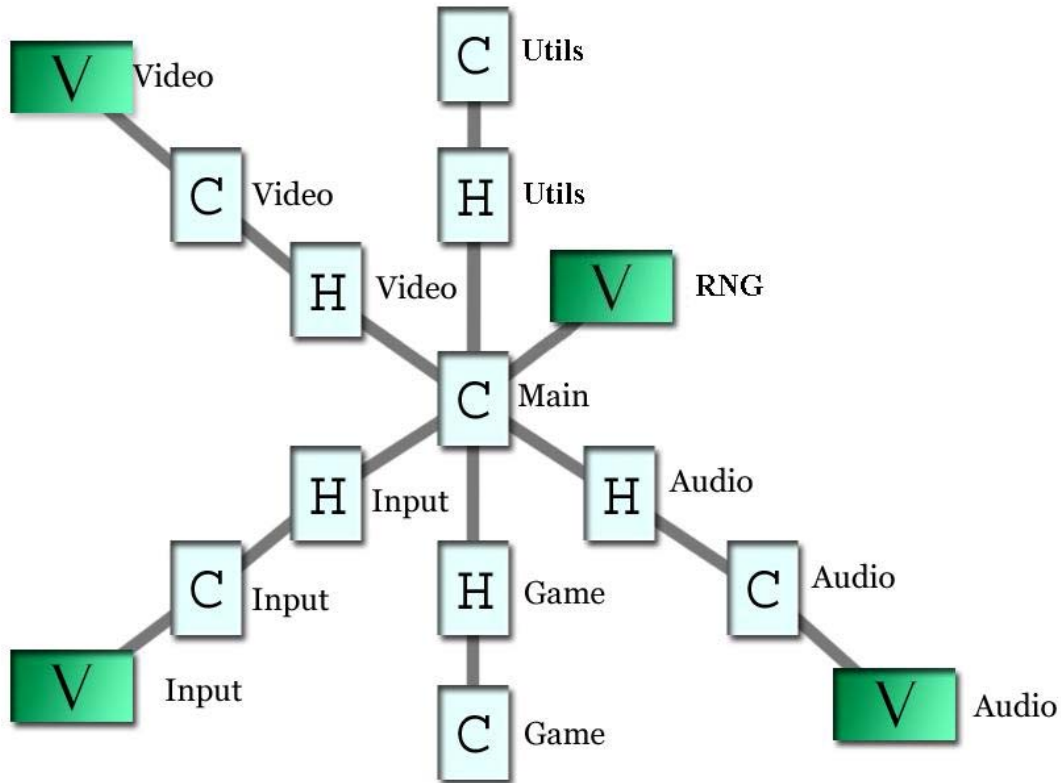 C Utils
V Video
C Video
H Utils
H Video
V RNG
C Main
H Input
H Audio
C Input
H Game
C Audio
V Input
C Game
V Audio